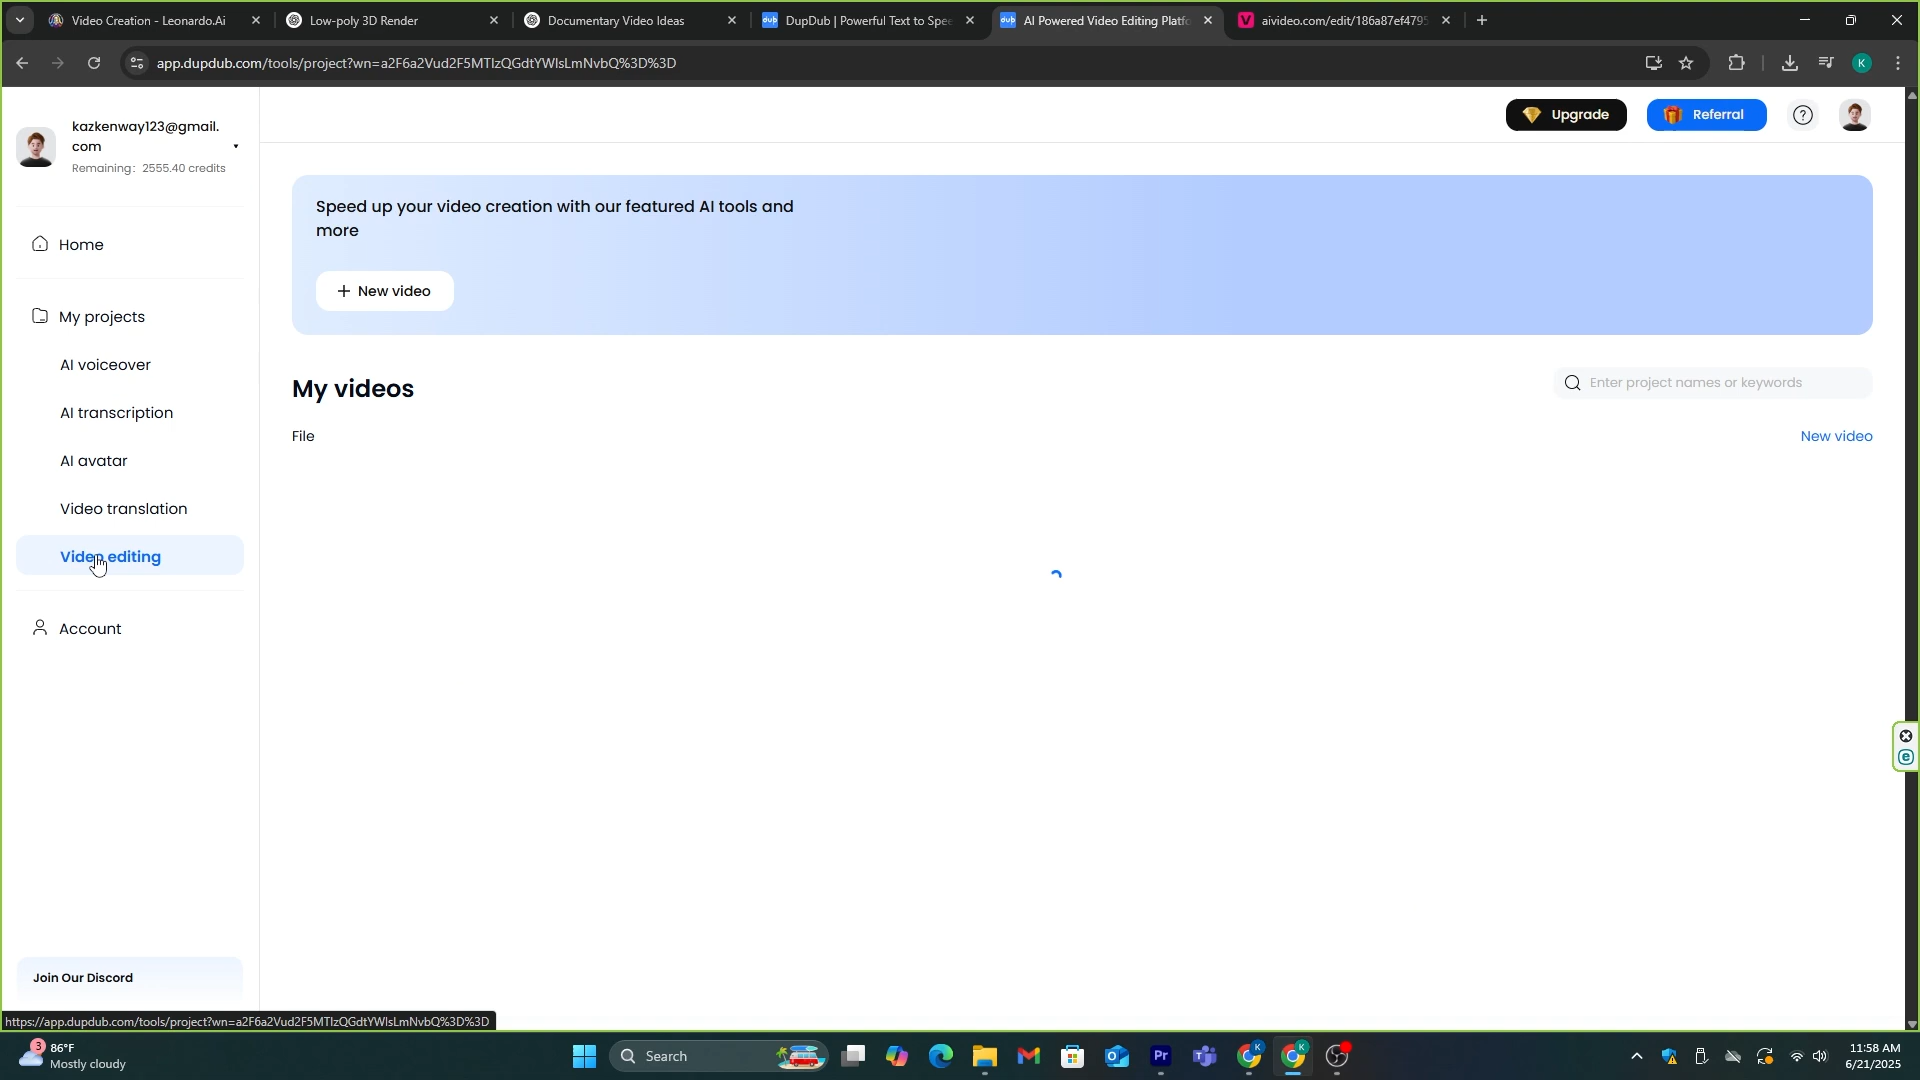 Video Creation - Leonardo.Ai
Low-poly 3D Render
Documentary Video Ideas
DupDub | Powerful Text to Spee
AI Powered Video Editing Platfo
aivideo.com/edit/186a87ef4795
app.dupdub.com/tools/project?wn=a2F6a2Vud2F5MTIzQGdtYWlsLmNvbQ%3D%3D
K
kazkenway123@gmail.
com
Remaining: 2555.40 credits
Upgrade
Referral
Speed up your video creation with our featured AI tools and
more
+ New video
Home
My projects
AI voiceover
AI transcription
AI avatar
Video translation
Video editing
Account
My videos
Enter project names or keywords
File
New video
Join Our Discord
https://app.dupdub.com/tools/project?wn=a2F6a2Vud2F5MTIzQGdtYWlsLmNvbQ%3D%3D
3
86°F
Mostly cloudy
Search
Pr
K
K
11:58 AM
6/21/2025